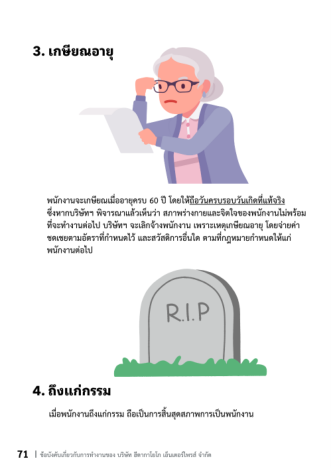 3. เกษียณอายุ
พนักงานจะเกษียณเมื่ออายุครบ 60 ปี โดยให้ถือวันครบรอบวันเกิดที่แท้จริง
ซึ่งหากบริษัทฯ พิจารณาแล้วเห็นว่า สภาพร่างกายและจิตใจของพนักงานไม่พร้อม
ที่จะทำงานต่อไป บริษัทฯ จะเลิกจ้างพนักงาน เพราะเหตุเกษียณอายุ โดยจ่ายค่า
ชดเชยตามอัตราที่กำหนดไว้ และสวัสดิการอื่นใด ตามที่กฎหมายกำหนดให้แก่
พนักงานต่อไป
R.I.P
4. ถึงแก่กรรม
เมื่อพนักงานถึงแก่กรรม ถือเป็นการสิ้นสุดสภาพการเป็นพนักงาน
71 | ข้อบังคับเกี่ยวกับการทำงานของ บริษัท ฮีดากาโยโก เอ็นเตอร์ไพรส์ จำกัด